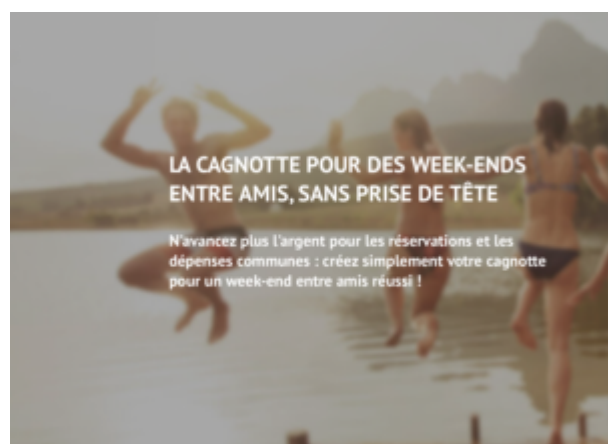 LA CAGNOTTE POUR DES WEEK-ENDS
ENTRE AMIS, SANS PRISE DE TÊTE
N'avancez plus l'argent pour les réservations et les
dépenses communes : créez simplement votre cagnotte
pour un week-end entre amis réussi !